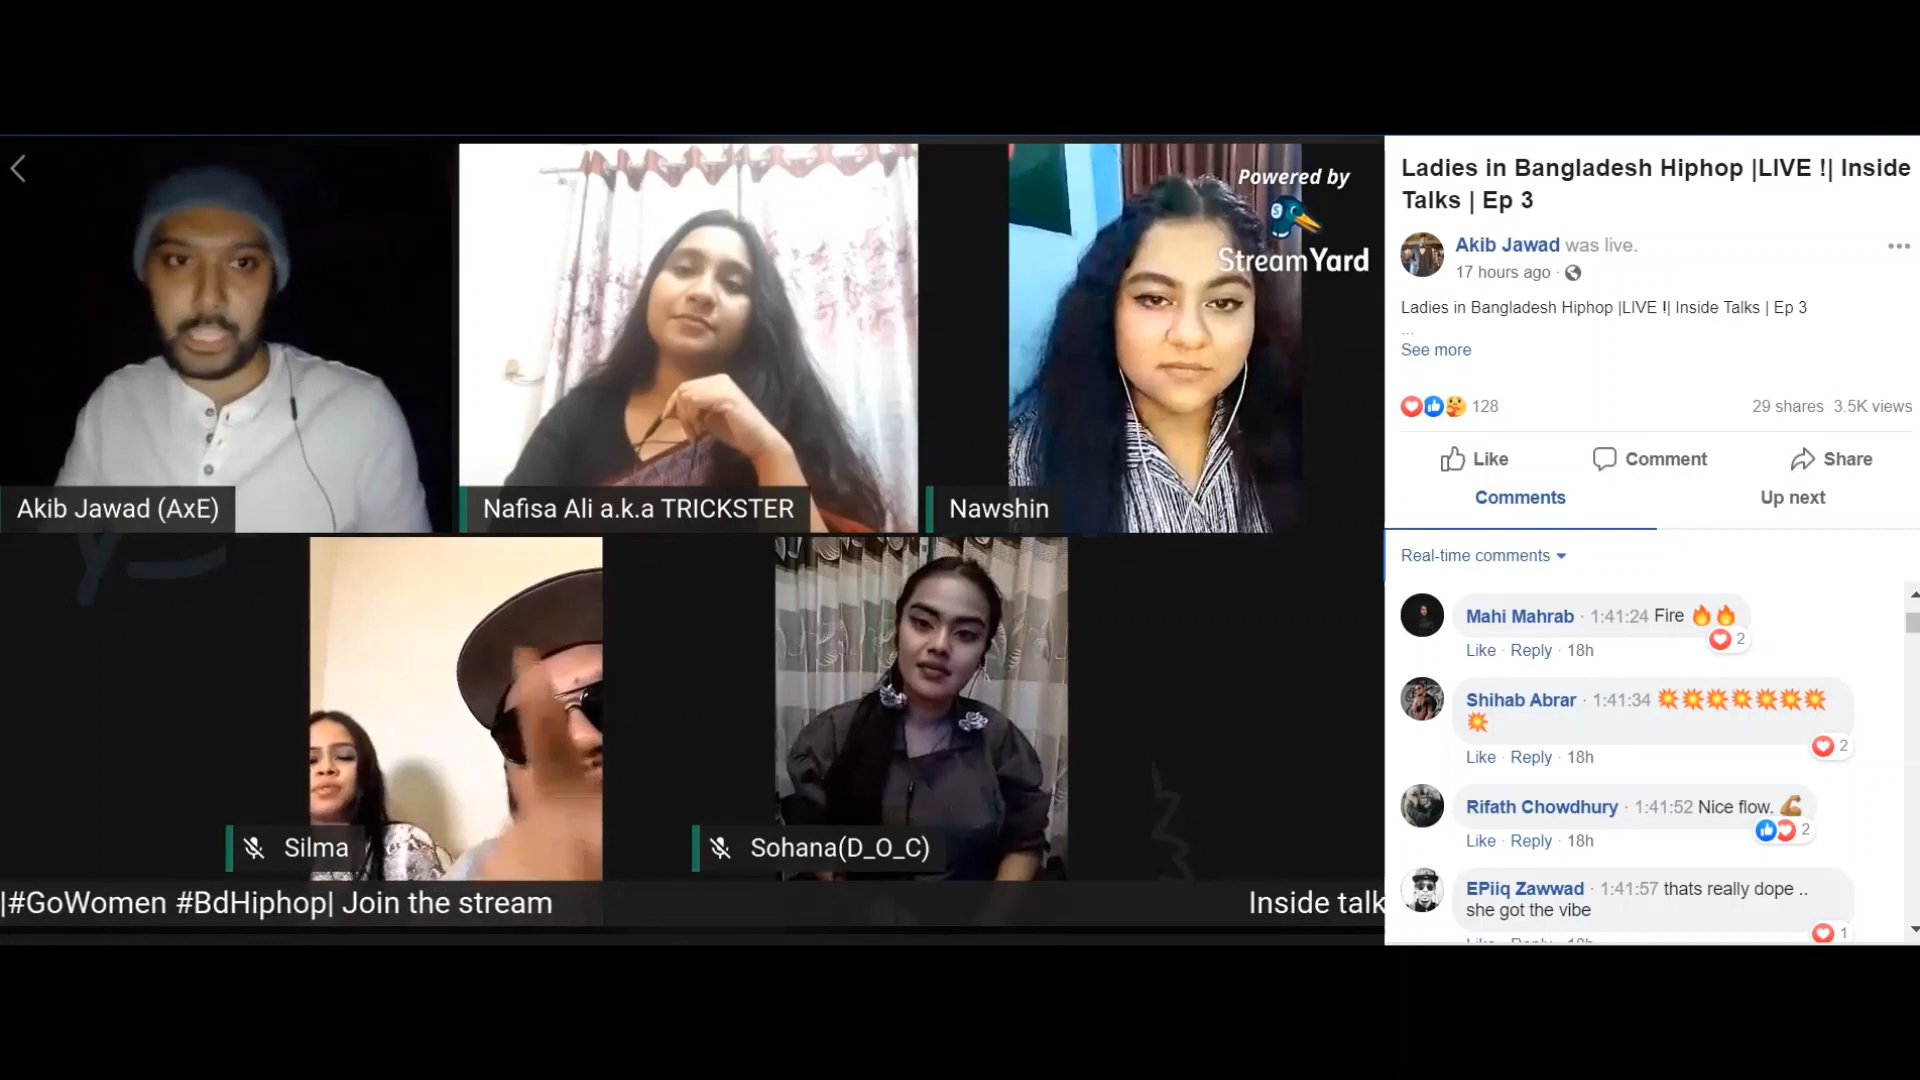 Powered by
StreamYard
Akib Jawad (AxE)
Nafisa Ali a.k.a TRICKSTER
Nawshin
Silma
Sohana(D_O_C)
|#GoWomen #BdHiphop| Join the stream
Inside talk
Ladies in Bangladesh Hiphop |LIVE !| Inside
Talks | Ep 3
Akib Jawad was live.
17 hours ago ·
Ladies in Bangladesh Hiphop |LIVE !| Inside Talks | Ep 3
...
See more
128
29 shares 3.5K views
Like Comment Share
Comments Up next
Real-time comments
Mahi Mahrab · 1:41:24 Fire 🔥🔥
2
Like · Reply · 18h
Shihab Abrar · 1:41:34 💥💥💥💥💥💥💥
💥
2
Like · Reply · 18h
Rifath Chowdhury · 1:41:52 Nice flow. 💪
2
Like · Reply · 18h
EPiiq Zawwad · 1:41:57 thats really dope ..
she got the vibe
1
Like · Reply · 18h